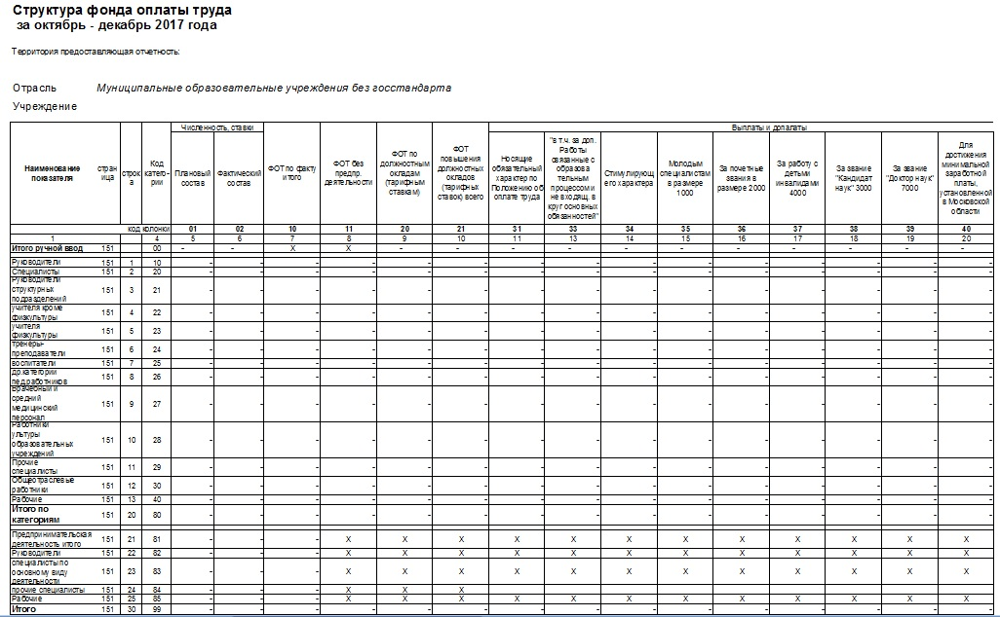 Структура фонда оплаты труда
за октябрь - декабрь 2017 года
Территория предоставляющая отчетность:
Отрасль Муниципальные образовательные учреждения без госстандарта
Учреждение
Численность, ставки Выплаты и доплаты
Наименование показателя стран ица строк а Код катего- рии Плановый состав Фактический состав ФОТ по факту итого ФОТ без предпр. деятельности ФОТ по должностным окладам (тарифным ставкам) ФОТ повышения должностных окладов (тарифных ставок) всего Носящие обязательный характер по Положению об оплате труда "в т.ч. за доп. Работы связанные с образова тельным процессом и не входящ. в круг основных обязанностей" Стимулирующ его характера Молодым специалистам в размере 1000 За почетные звания в размере 2000 За работу с детьми инвалидами 4000 За звание "Кандидат наук" 3000 За звание "Доктор наук" 7000 Для достижения минимальной заработной платы, установленной в Московской области
код колонки 01 02 10 11 20 21 31 33 34 35 36 37 38 39 40
1 4 5 6 7 8 9 10 11 13 14 15 16 17 18 19 20
Итого ручной ввод 151 00 - - X X - - - - - - - - - - -
Руководители 151 1 10 - - - - - - - - - - - - - - -
Специалисты 151 2 20 - - - - - - - - - - - - - - -
Руководители
структурных
подразделений 151 3 21 - - - - - - - - - - - - - - -
учителя кроме
физкультуры 151 4 22 - - - - - - - - - - - - - - -
учителя
физкультуры 151 5 23 - - - - - - - - - - - - - - -
тренеры-
преподаватели 151 6 24 - - - - - - - - - - - - - - -
воспитатели 151 7 25 - - - - - - - - - - - - - - -
др.категории
пед.работников 151 8 26 - - - - - - - - - - - - - - -
Врачебный и
средний
медицинский
персонал 151 9 27 - - - - - - - - - - - - - - -
Работники
ультуры
образовательных
учреждений 151 10 28 - - - - - - - - - - - - - - -
Прочие
специалисты 151 11 29 - - - - - - - - - - - - - - -
Общеотраслевые
работники 151 12 30 - - - - - - - - - - - - - - -
Рабочие 151 13 40 - - - - - - - - - - - - - - -
Итого по
категориям 151 20 80 - - - - - - - - - - - - - - -
Предпринимательская
деятельность итого 151 21 81 - - - X X X X X X X X X X X X
Руководители 151 22 82 - - - X X X X X X X X X X X X
специалисты по
основному виду
деятельности 151 23 83 - - - X X X X X X X X X X X X
прочие специалисты 151 24 84 - - - X X X
Рабочие 151 25 85 - - - X X X X X X X X X X X X
Итого 151 30 99 - - - - - - - - - - - - - - -